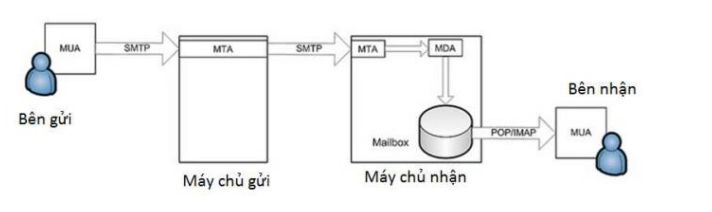 MUA
SMTP
MTA
SMTP
MTA
MDA
Bên gửi
Mailbox
POP/IMAP
MUA
Bên nhận
Máy chủ gửi
Máy chủ nhận